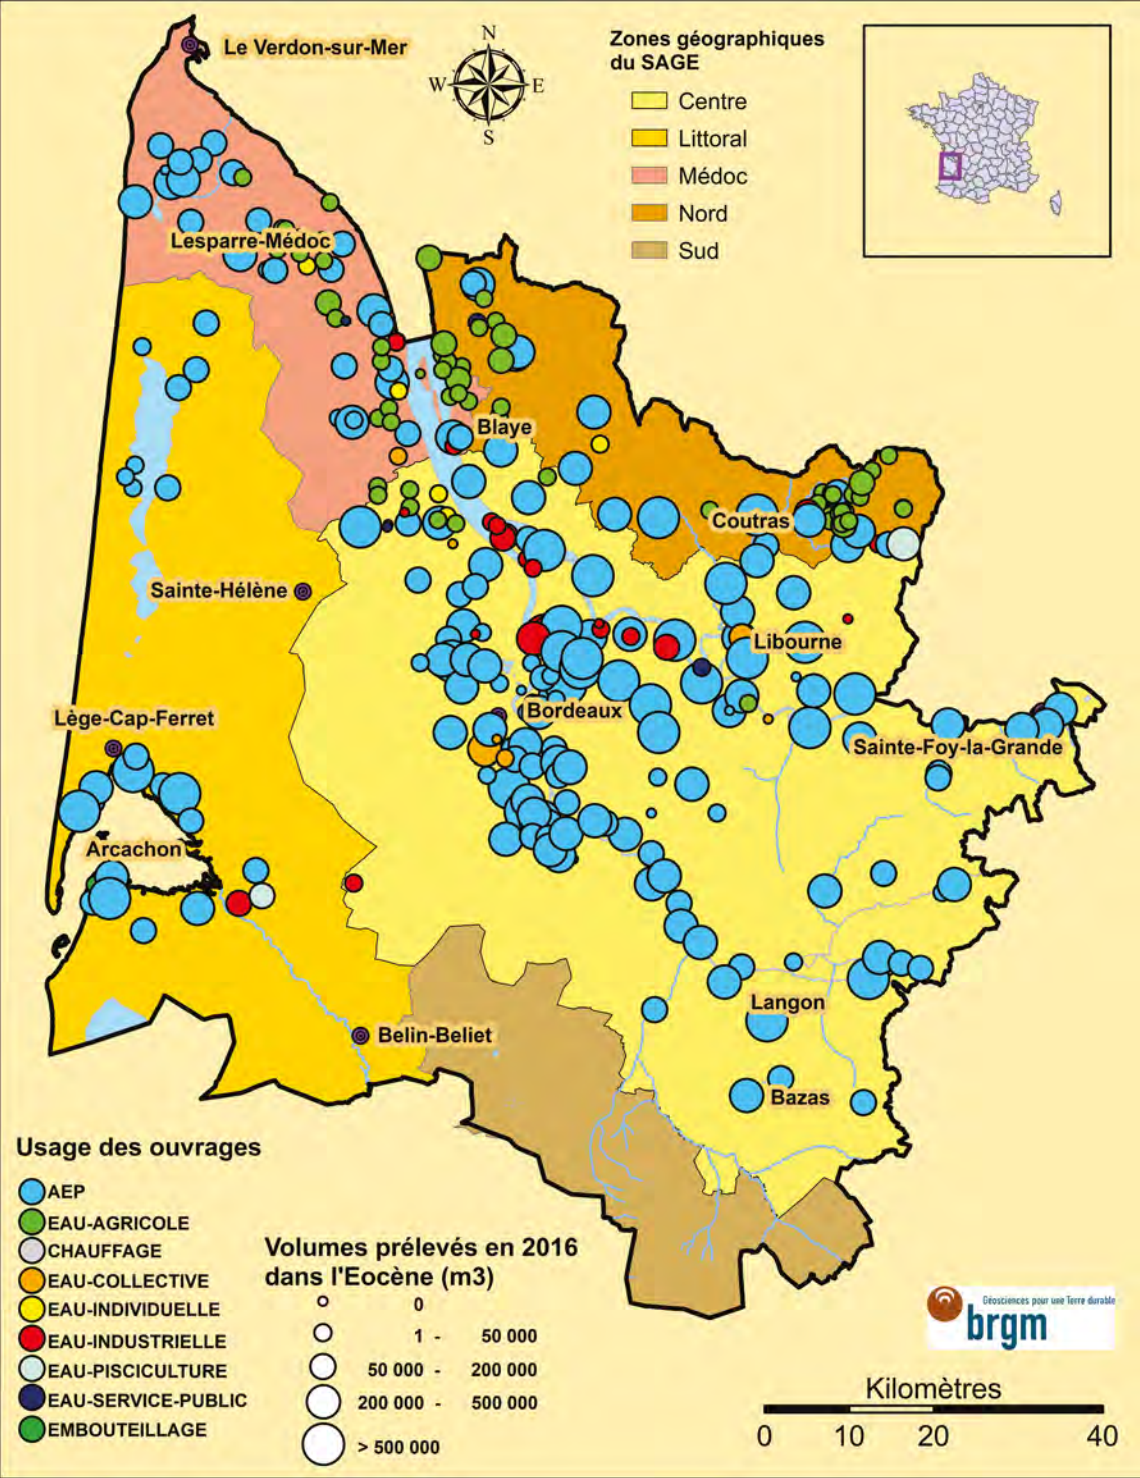 Le Verdon-sur-Mer
N
W
E
S
Zones géographiques
du SAGE
Centre
Littoral
Médoc
Nord
Sud
Lesparre-Médoc
Blaye
Coutras
Sainte-Hélène
Libourne
Lège-Cap-Ferret
Bordeaux
Sainte-Foy-la-Grande
Arcachon
Langon
Belin-Beliet
Bazas
Usage des ouvrages
AEP
EAU-AGRICOLE
CHAUFFAGE
EAU-COLLECTIVE
EAU-INDIVIDUELLE
EAU-INDUSTRIELLE
EAU-PISCICULTURE
EAU-SERVICE-PUBLIC
EMBOUTEILLAGE
Volumes prélevés en 2016
dans l'Eocène (m3)
0
1 - 50 000
50 000 - 200 000
200 000 - 500 000
> 500 000
Géosciences pour une Terre durable
brgm
Kilomètres
0 10 20 40